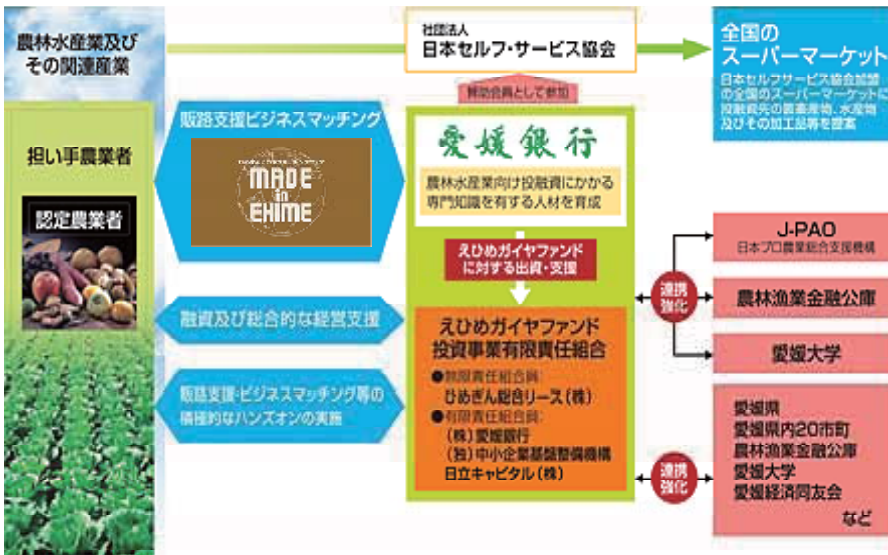 農林水産業及び
その関連産業
担い手農業者
認定農業者
社団法人
日本セルフ・サービス協会
賛助会員として参加
全国の
スーパーマーケット
日本セルフサービス協会加盟
の全国のスーパーマーケットに
投融資先の農畜産物、水産物
及びその加工品等を提案
販路支援ビジネスマッチング
MADE
in
EHIME
愛媛銀行
農林水産業向け投融資にかかる
専門知識を有する人材を育成
えひめガイヤファンド
に対する出資・支援
融資及び総合的な経営支援
販路支援・ビジネスマッチング等の
積極的なハンズオンの実施
えひめガイヤファンド
投資事業有限責任組合
●無限責任組合員:
ひめぎん総合リース(株)
●有限責任組合員:
(株)愛媛銀行
(独)中小企業基盤整備機構
日立キャピタル(株)
連携
強化
J-PAO
日本プロ農業総合支援機構
農林漁業金融公庫
愛媛大学
連携
強化
愛媛県
愛媛県内20市町
農林漁業金融公庫
愛媛大学
愛媛経済同友会
など